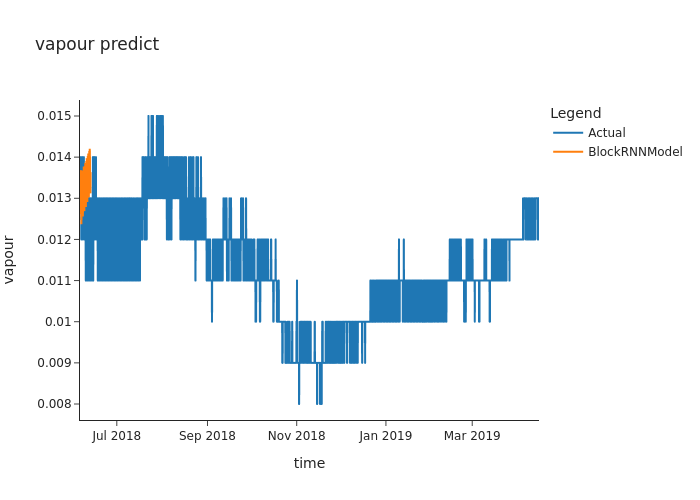 vapour predict
Legend
Actual
BlockRNNModel
0.015
0.014
0.013
0.012
0.011
0.01
0.009
0.008
vapour
Jul 2018
Sep 2018
Nov 2018
Jan 2019
Mar 2019
time